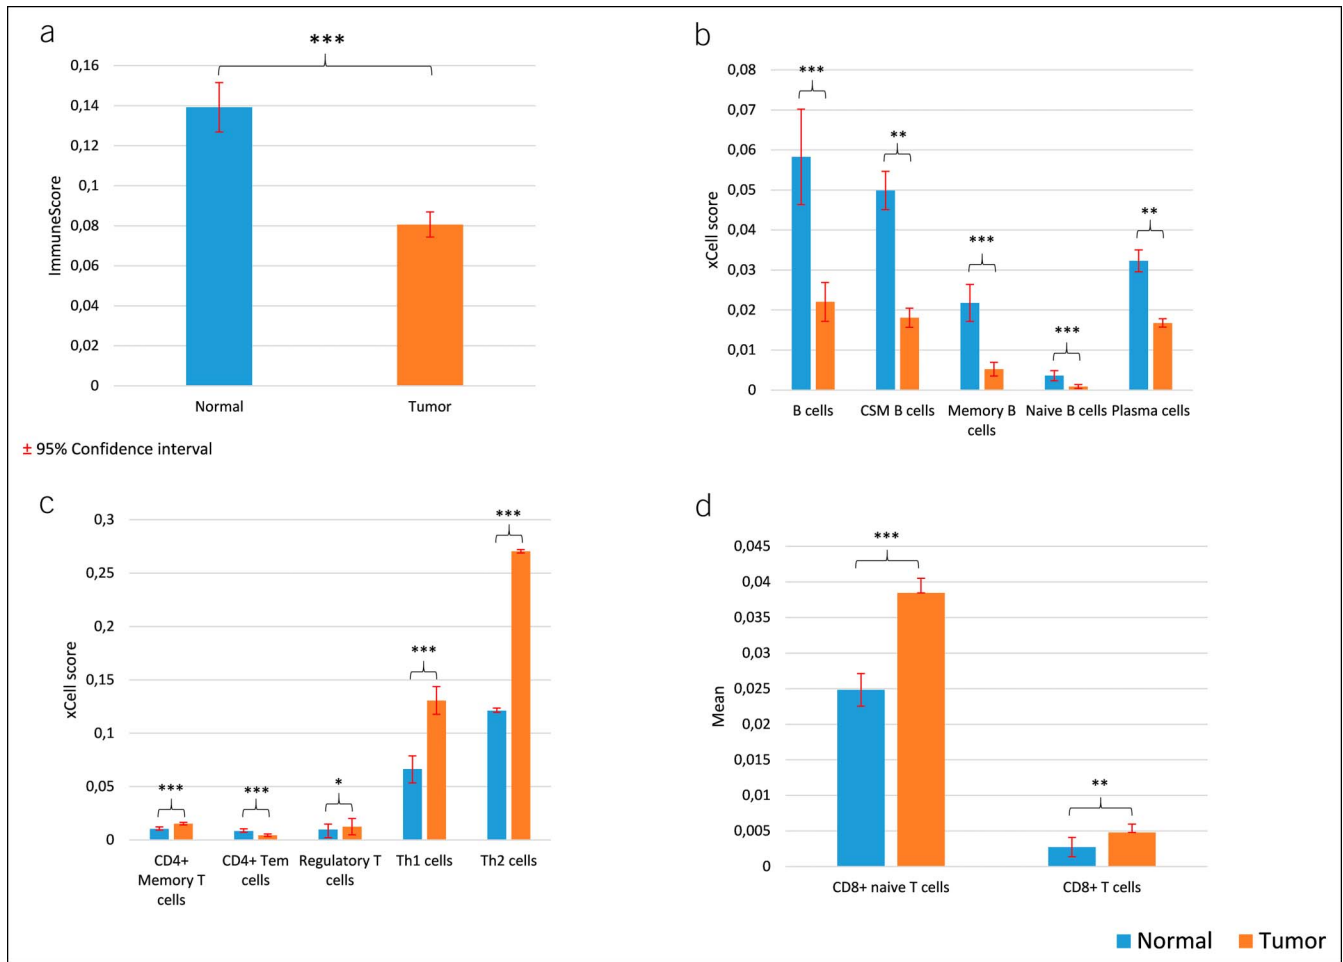 a
***
0,16
0,14
0,12
0,1
0,08
0,06
0,04
0,02
0
ImmuneScore
Normal
Tumor
± 95% Confidence interval
b
0,08
0,07
0,06
0,05
0,04
0,03
0,02
0,01
0
xCell score
***
**
***
***
**
B cells
CSM B cells
Memory B
cells
Naive B cells
Plasma cells
c
0,3
0,25
0,2
0,15
0,1
0,05
0
xCell score
***
***
*
***
***
CD4+
Memory T
cells
CD4+ Tem
cells
Regulatory T
cells
Th1 cells
Th2 cells
d
0,045
0,04
0,035
0,03
0,025
0,02
0,015
0,01
0,005
0
Mean
***
**
CD8+ naive T cells
CD8+ T cells
Normal
Tumor